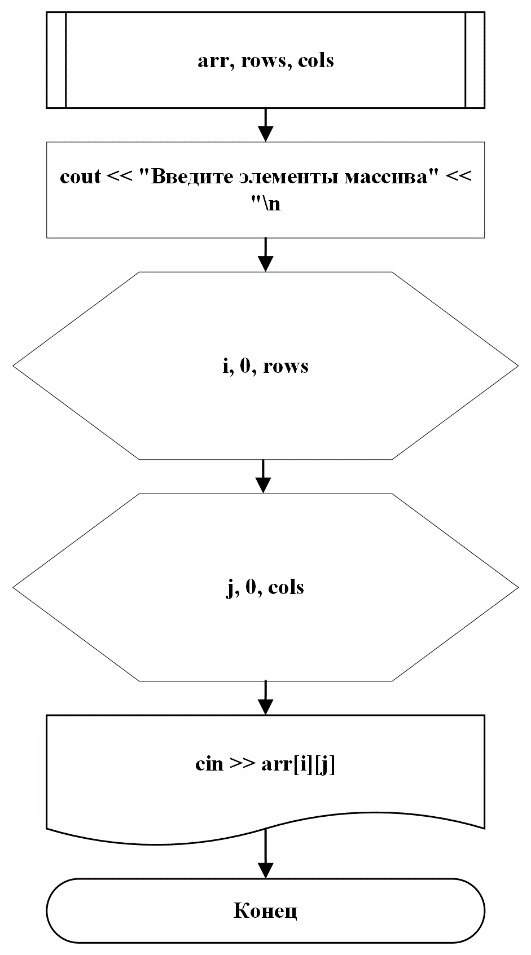 arr, rows, cols
cout << "Введите элементы массива" <<
"\n
i, 0, rows
j, 0, cols
cin >> arr[i][j]
Конец